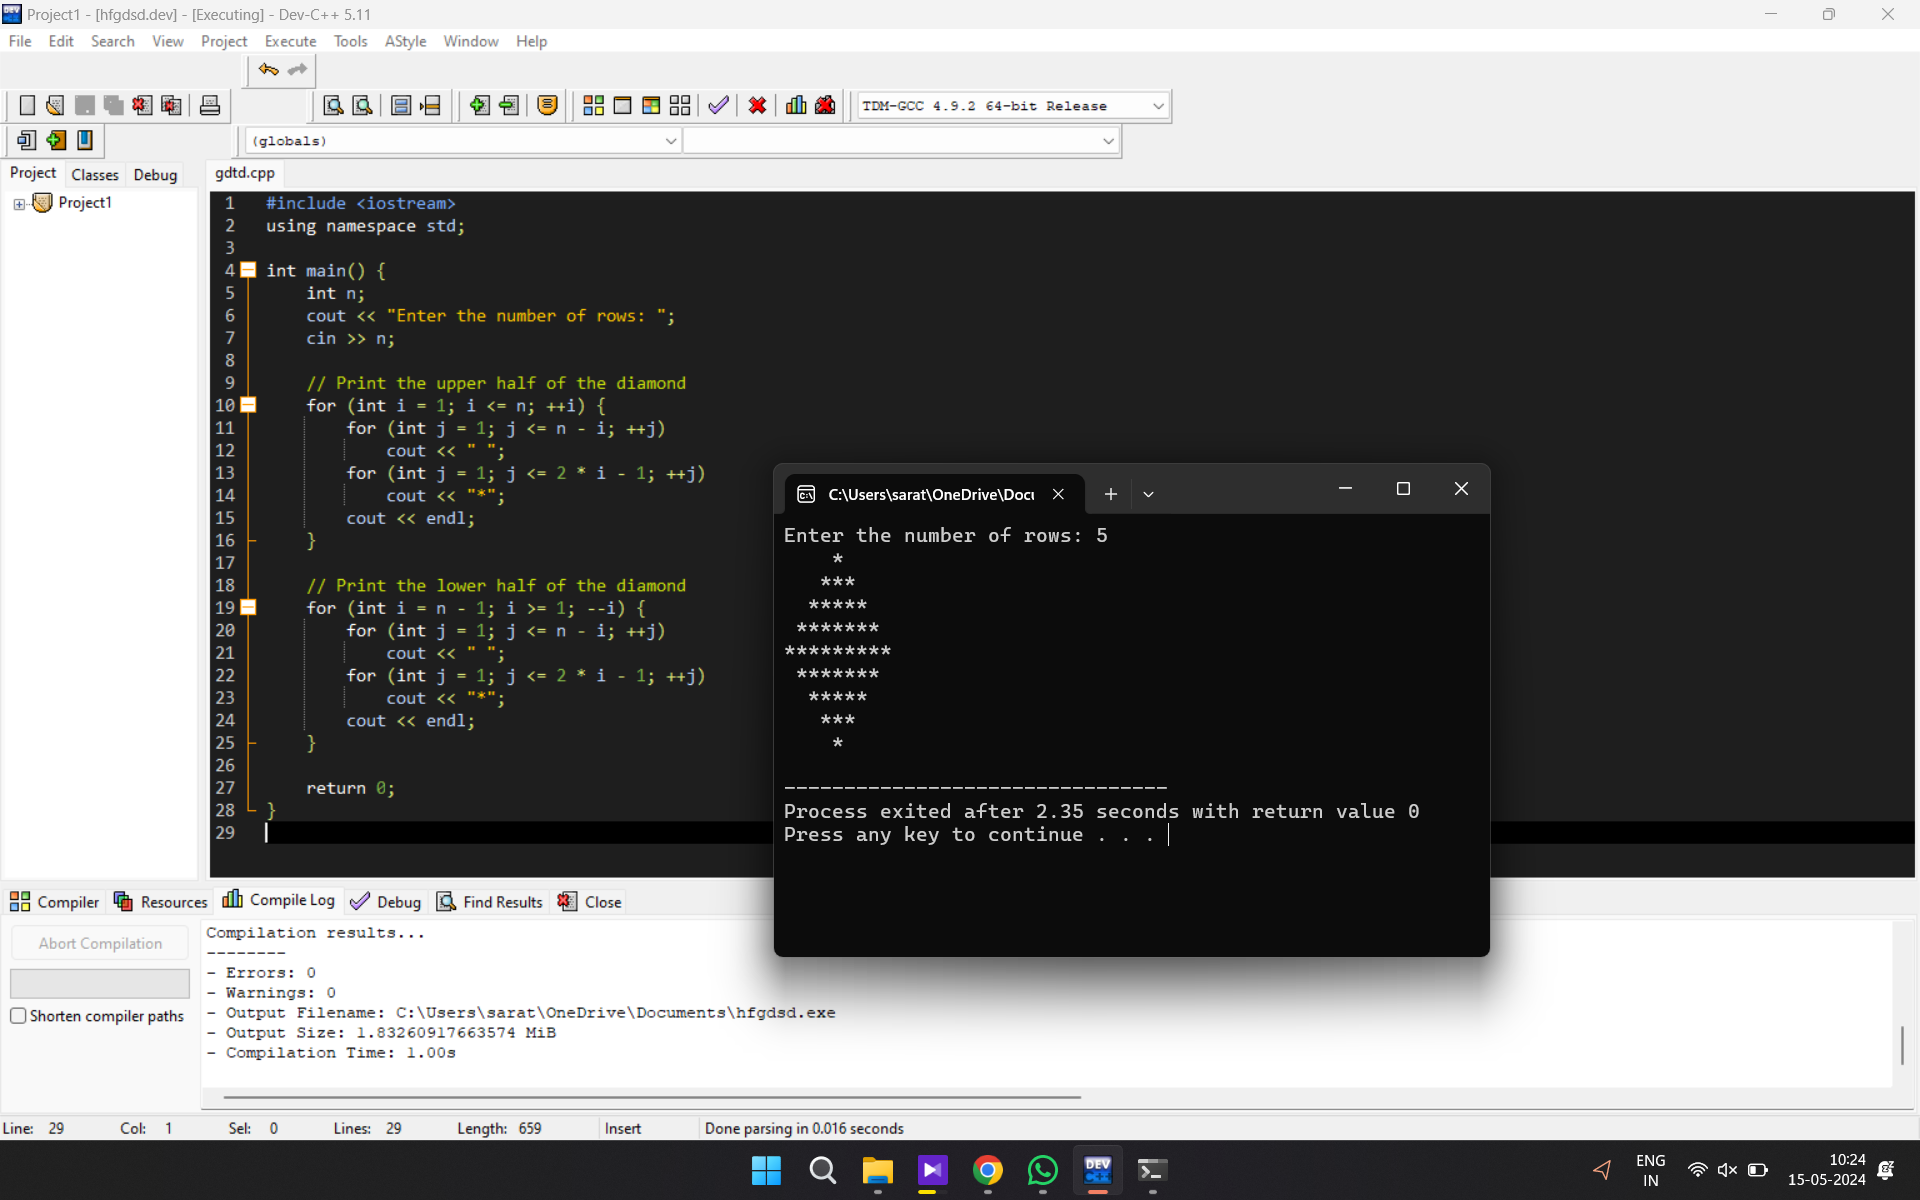 Project1 - [hfgdsd.dev] - [Executing] - Dev-C++ 5.11
File Edit Search View Project Execute Tools AStyle Window Help
TDM-GCC 4.9.2 64-bit Release
(globals)
Project Classes Debug
gdtd.cpp
Project1
1 #include <iostream>
2 using namespace std;
3
4 int main() {
5     int n;
6     cout << "Enter the number of rows: ";
7     cin >> n;
8
9     // Print the upper half of the diamond
10     for (int i = 1; i <= n; ++i) {
11         for (int j = 1; j <= n - i; ++j)
12             cout << " ";
13         for (int j = 1; j <= 2 * i - 1; ++j)
14             cout << "*";
15         cout << endl;
16     }
17
18     // Print the lower half of the diamond
19     for (int i = n - 1; i >= 1; --i) {
20         for (int j = 1; j <= n - i; ++j)
21             cout << " ";
22         for (int j = 1; j <= 2 * i - 1; ++j)
23             cout << "*";
24         cout << endl;
25     }
26
27     return 0;
28 }
29
C:\Users\sarat\OneDrive\Docu
Enter the number of rows: 5
    *
   ***
  *****
 *******
*********
 *******
  *****
   ***
    *
--------------------------------
Process exited after 2.35 seconds with return value 0
Press any key to continue . . .
Compiler Resources Compile Log Debug Find Results Close
Abort Compilation
Shorten compiler paths
Compilation results...
--------
- Errors: 0
- Warnings: 0
- Output Filename: C:\Users\sarat\OneDrive\Documents\hfgdsd.exe
- Output Size: 1.83260917663574 MiB
- Compilation Time: 1.00s
Line: 29 Col: 1 Sel: 0 Lines: 29 Length: 659 Insert Done parsing in 0.016 seconds
DEV C++
ENG
IN
10:24
15-05-2024